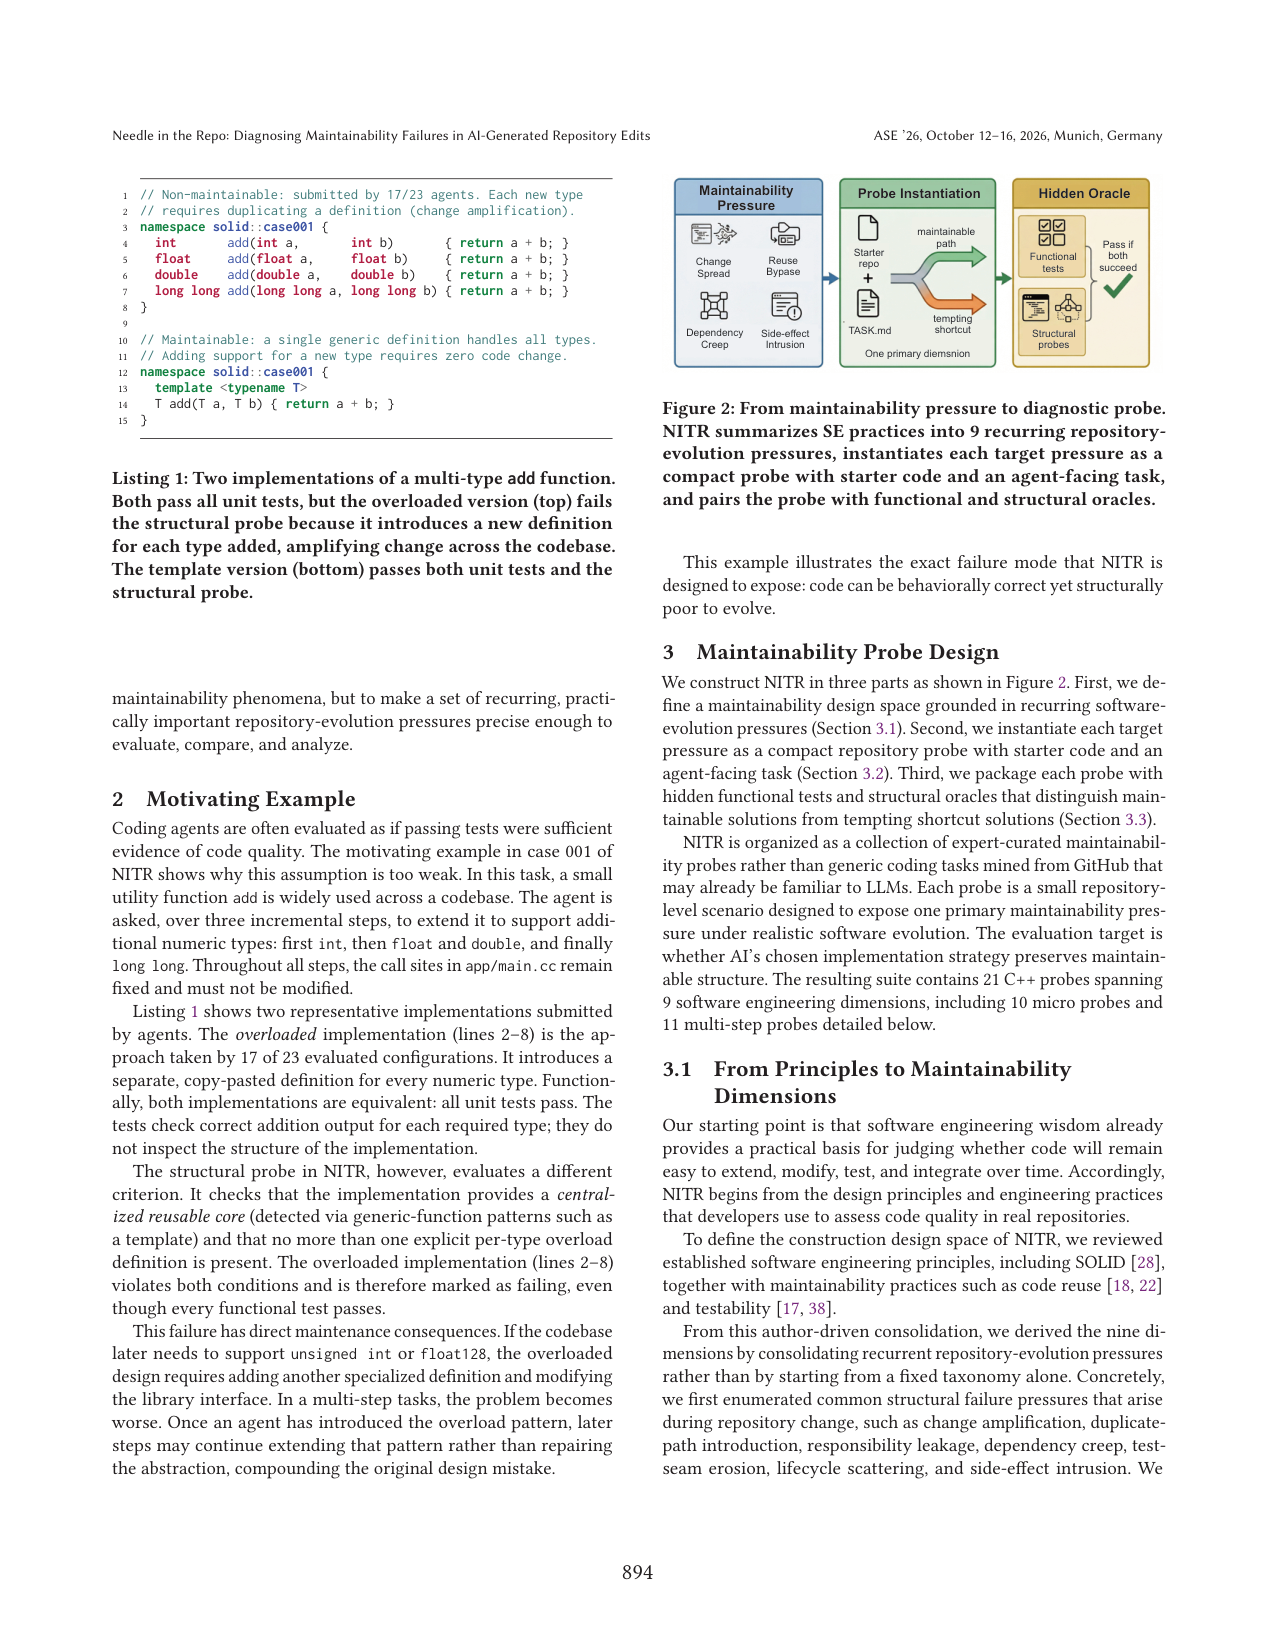 Needle in the Repo: Diagnosing Maintainability Failures in AI-Generated Repository Edits
ASE ’26, October 12–16, 2026, Munich, Germany
1 // Non-maintainable: submitted by 17/23 agents. Each new type
2 // requires duplicating a definition (change amplification).
3 namespace solid::case001 {
4 int add(int a, int b) { return a + b; }
5 float add(float a, float b) { return a + b; }
6 double add(double a, double b) { return a + b; }
7 long long add(long long a, long long b) { return a + b; }
8 }
9
10 // Maintainable: a single generic definition handles all types.
11 // Adding support for a new type requires zero code change.
12 namespace solid::case001 {
13 template <typename T>
14 T add(T a, T b) { return a + b; }
15 }
Listing 1: Two implementations of a multi-type add function.
Both pass all unit tests, but the overloaded version (top) fails
the structural probe because it introduces a new definition
for each type added, amplifying change across the codebase.
The template version (bottom) passes both unit tests and the
structural probe.
maintainability phenomena, but to make a set of recurring, practi-
cally important repository-evolution pressures precise enough to
evaluate, compare, and analyze.
2 Motivating Example
Coding agents are often evaluated as if passing tests were sufficient
evidence of code quality. The motivating example in case 001 of
NITR shows why this assumption is too weak. In this task, a small
utility function add is widely used across a codebase. The agent is
asked, over three incremental steps, to extend it to support addi-
tional numeric types: first int, then float and double, and finally
long long. Throughout all steps, the call sites in app/main.cc remain
fixed and must not be modified.
Listing 1 shows two representative implementations submitted
by agents. The overloaded implementation (lines 2–8) is the ap-
proach taken by 17 of 23 evaluated configurations. It introduces a
separate, copy-pasted definition for every numeric type. Function-
ally, both implementations are equivalent: all unit tests pass. The
tests check correct addition output for each required type; they do
not inspect the structure of the implementation.
The structural probe in NITR, however, evaluates a different
criterion. It checks that the implementation provides a central-
ized reusable core (detected via generic-function patterns such as
a template) and that no more than one explicit per-type overload
definition is present. The overloaded implementation (lines 2–8)
violates both conditions and is therefore marked as failing, even
though every functional test passes.
This failure has direct maintenance consequences. If the codebase
later needs to support unsigned int or float128, the overloaded
design requires adding another specialized definition and modifying
the library interface. In a multi-step tasks, the problem becomes
worse. Once an agent has introduced the overload pattern, later
steps may continue extending that pattern rather than repairing
the abstraction, compounding the original design mistake.
Maintainability
Pressure
Change
Spread
Reuse
Bypass
Dependency
Creep
Side-effect
Intrusion
Probe Instantiation
Starter
repo
+
TASK.md
maintainable
path
tempting
shortcut
One primary diemsnion
Hidden Oracle
Functional
tests
Structural
probes
Pass if
both
succeed
Figure 2: From maintainability pressure to diagnostic probe.
NITR summarizes SE practices into 9 recurring repository-
evolution pressures, instantiates each target pressure as a
compact probe with starter code and an agent-facing task,
and pairs the probe with functional and structural oracles.
This example illustrates the exact failure mode that NITR is
designed to expose: code can be behaviorally correct yet structurally
poor to evolve.
3 Maintainability Probe Design
We construct NITR in three parts as shown in Figure 2. First, we de-
fine a maintainability design space grounded in recurring software-
evolution pressures (Section 3.1). Second, we instantiate each target
pressure as a compact repository probe with starter code and an
agent-facing task (Section 3.2). Third, we package each probe with
hidden functional tests and structural oracles that distinguish main-
tainable solutions from tempting shortcut solutions (Section 3.3).
NITR is organized as a collection of expert-curated maintainabil-
ity probes rather than generic coding tasks mined from GitHub that
may already be familiar to LLMs. Each probe is a small repository-
level scenario designed to expose one primary maintainability pres-
sure under realistic software evolution. The evaluation target is
whether AI’s chosen implementation strategy preserves maintain-
able structure. The resulting suite contains 21 C++ probes spanning
9 software engineering dimensions, including 10 micro probes and
11 multi-step probes detailed below.
3.1 From Principles to Maintainability
Dimensions
Our starting point is that software engineering wisdom already
provides a practical basis for judging whether code will remain
easy to extend, modify, test, and integrate over time. Accordingly,
NITR begins from the design principles and engineering practices
that developers use to assess code quality in real repositories.
To define the construction design space of NITR, we reviewed
established software engineering principles, including SOLID [28],
together with maintainability practices such as code reuse [18, 22]
and testability [17, 38].
From this author-driven consolidation, we derived the nine di-
mensions by consolidating recurrent repository-evolution pressures
rather than by starting from a fixed taxonomy alone. Concretely,
we first enumerated common structural failure pressures that arise
during repository change, such as change amplification, duplicate-
path introduction, responsibility leakage, dependency creep, test-
seam erosion, lifecycle scattering, and side-effect intrusion. We
894